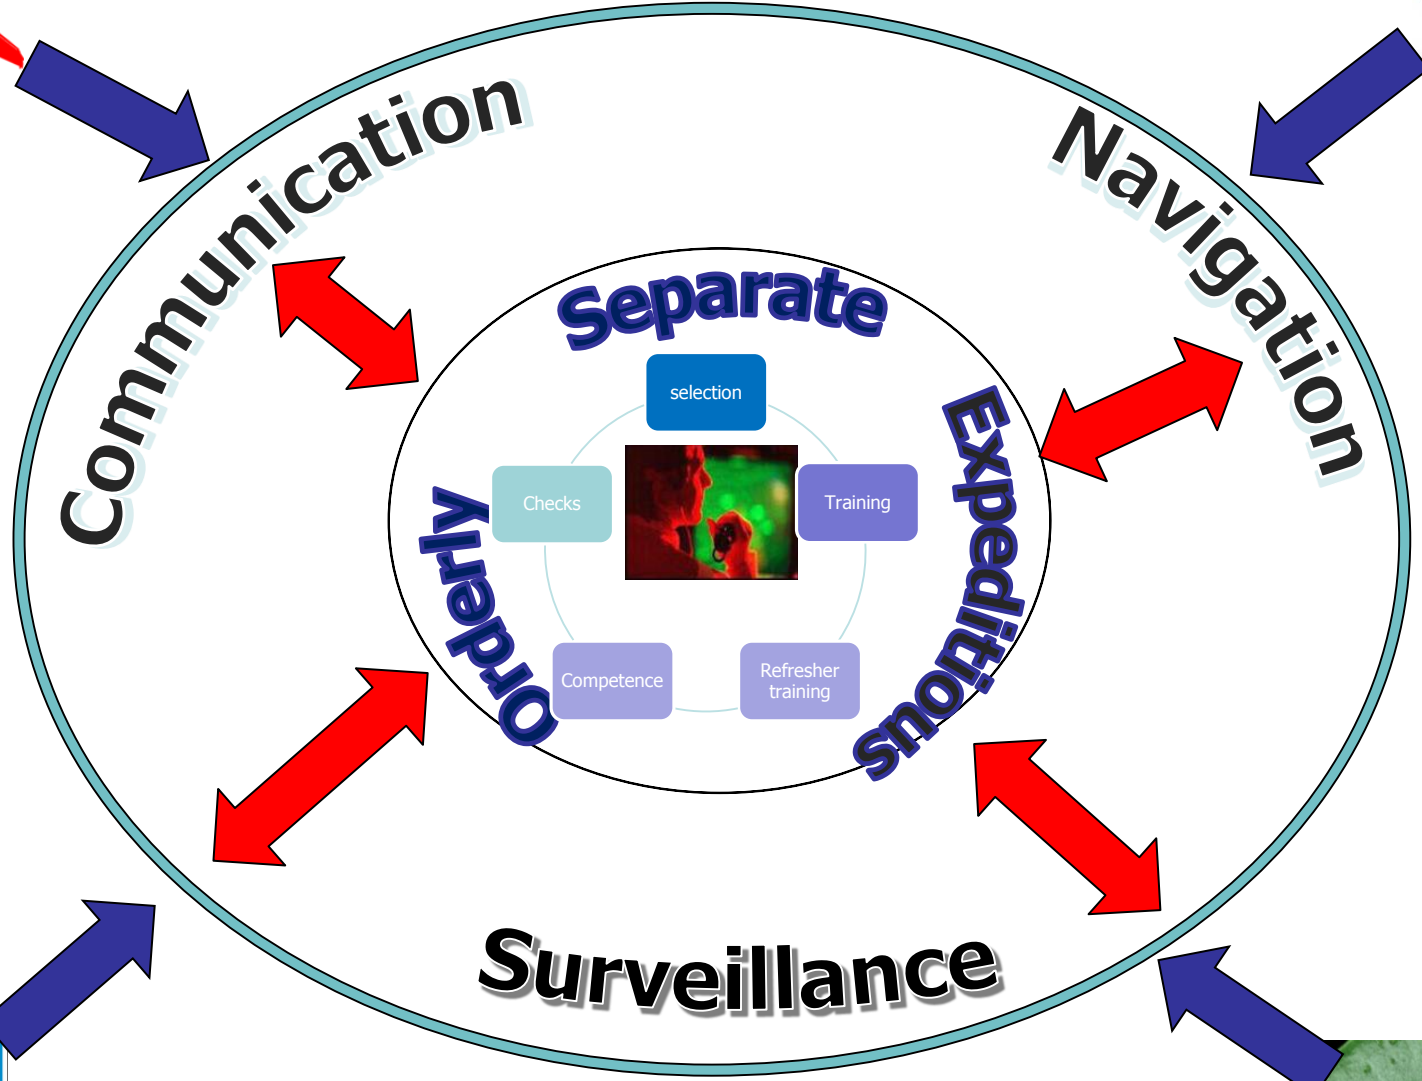 Communication
Navigation
Separate
selection
Expeditious
Checks
Training
Orderly
Competence
Refresher
training
Surveillance